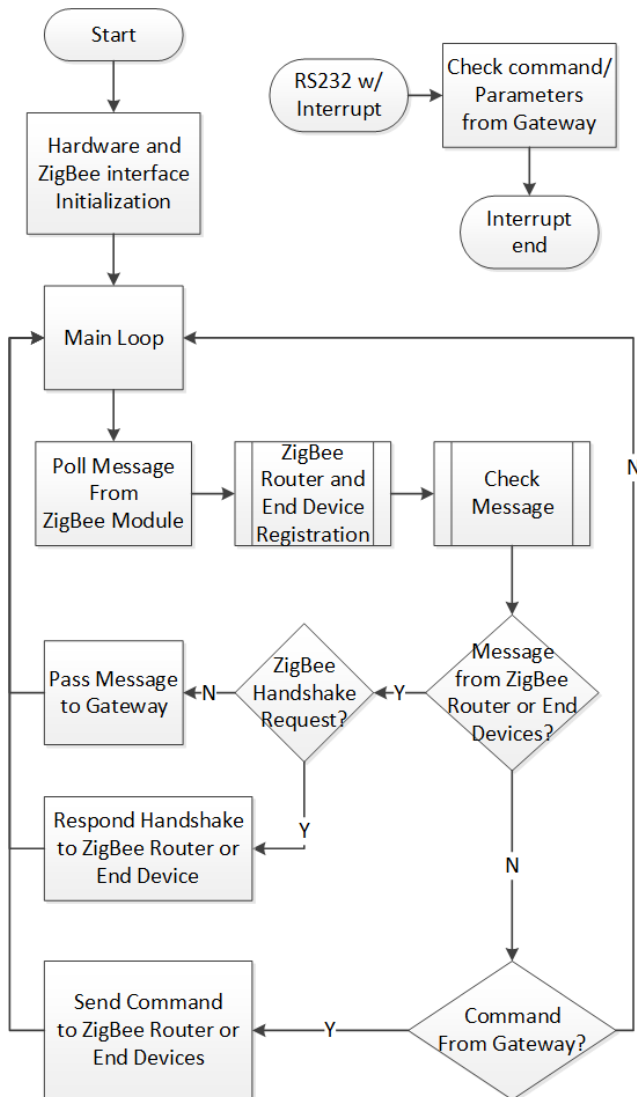 Start
RS232 w/
Interrupt
Check command/
Parameters
from Gateway
Interrupt
end
Hardware and
ZigBee interface
Initialization
Main Loop
Poll Message
From
ZigBee Module
ZigBee
Router and
End Device
Registration
Check
Message
N
Message
from ZigBee
Router or End
Devices?
Y
ZigBee
Handshake
Request?
N
Pass Message
to Gateway
Y
Respond Handshake
to ZigBee Router or
End Device
N
Command
From Gateway?
Y
Send Command
to ZigBee Router or
End Devices